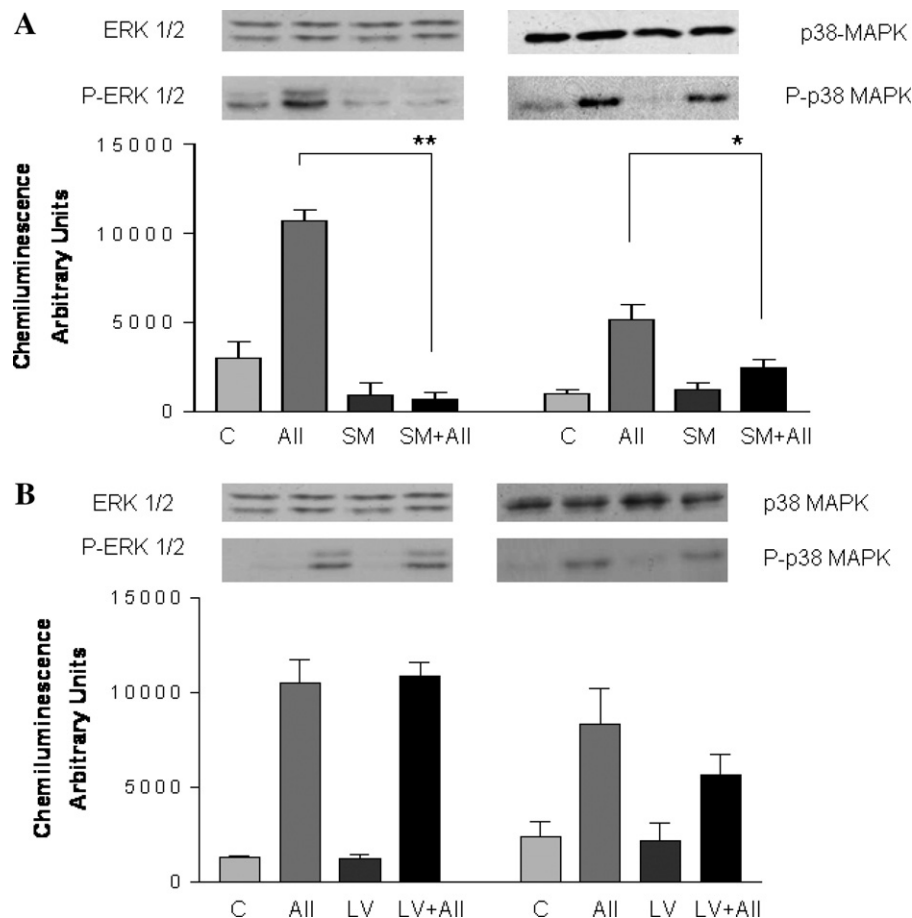 A
ERK 1/2
p38-MAPK
P-ERK 1/2
P-p38 MAPK
15000
**
*
10000
5000
0
Chemiluminescence
Arbitrary Units
C AII SM SM+AII
C AII SM SM+AII
B
ERK 1/2
p38 MAPK
P-ERK 1/2
P-p38 MAPK
15000
10000
5000
0
Chemiluminescence
Arbitrary Units
C AII LV LV+AII
C AII LV LV+AII